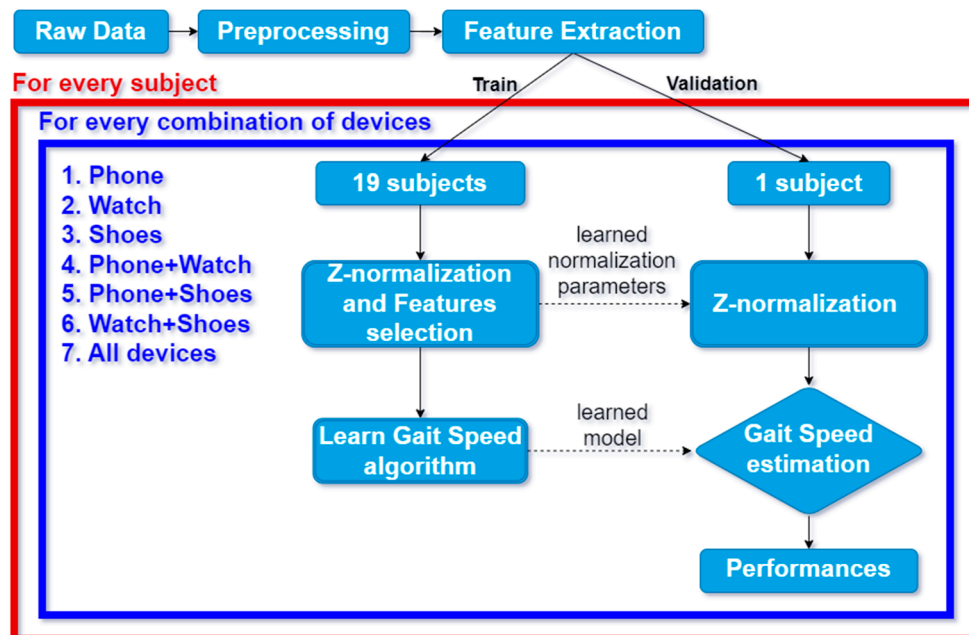 Raw Data
Preprocessing
Feature Extraction
For every subject
Train
Validation
For every combination of devices
1. Phone
2. Watch
3. Shoes
4. Phone+Watch
5. Phone+Shoes
6. Watch+Shoes
7. All devices
19 subjects
1 subject
learned
normalization
parameters
Z-normalization
and Features
selection
Z-normalization
Learn Gait Speed
algorithm
learned
model
Gait Speed
estimation
Performances